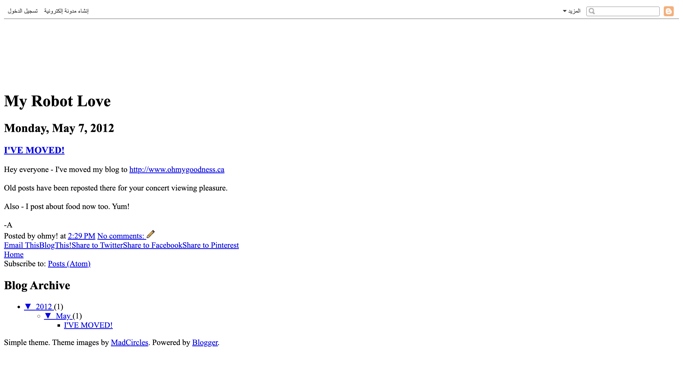 تسجيل الدخول إنشاء مدونة إلكترونية المزيد
My Robot Love
Monday, May 7, 2012
I'VE MOVED!
Hey everyone - I've moved my blog to http://www.ohmygoodness.ca
Old posts have been reposted there for your concert viewing pleasure.
Also - I post about food now too. Yum!
-A
Posted by ohmy! at 2:29 PM No comments:
Email ThisBlogThis!Share to TwitterShare to FacebookShare to Pinterest
Home
Subscribe to: Posts (Atom)
Blog Archive
▼ 2012 (1)
▼ May (1)
I'VE MOVED!
Simple theme. Theme images by MadCircles. Powered by Blogger.